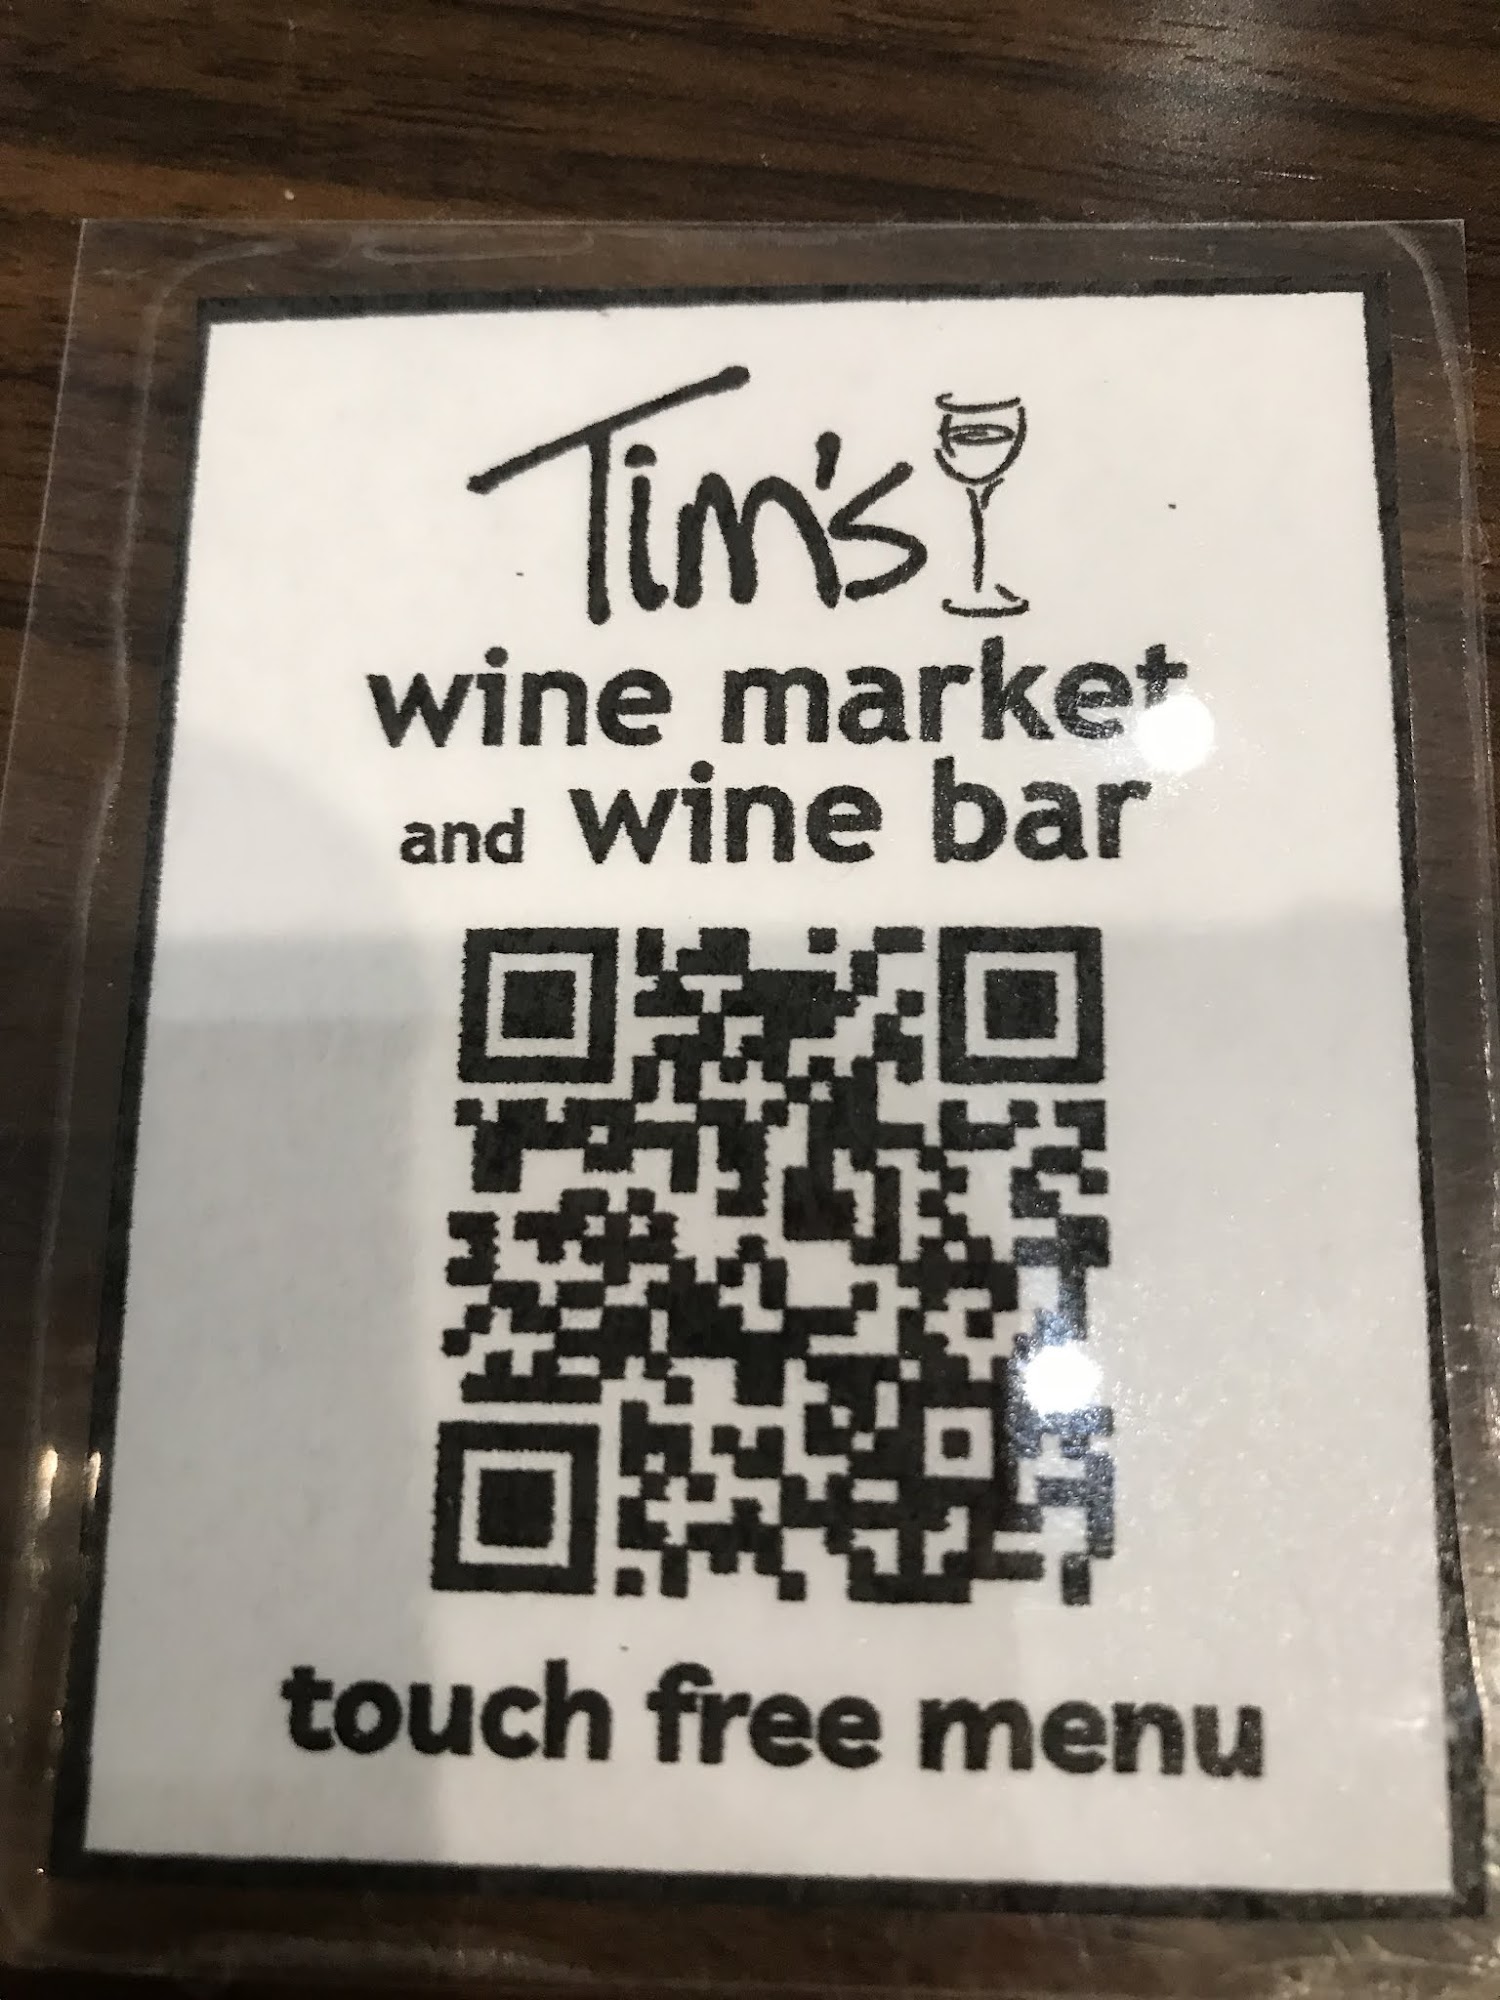 Tim's
wine market
and wine bar
touch free menu